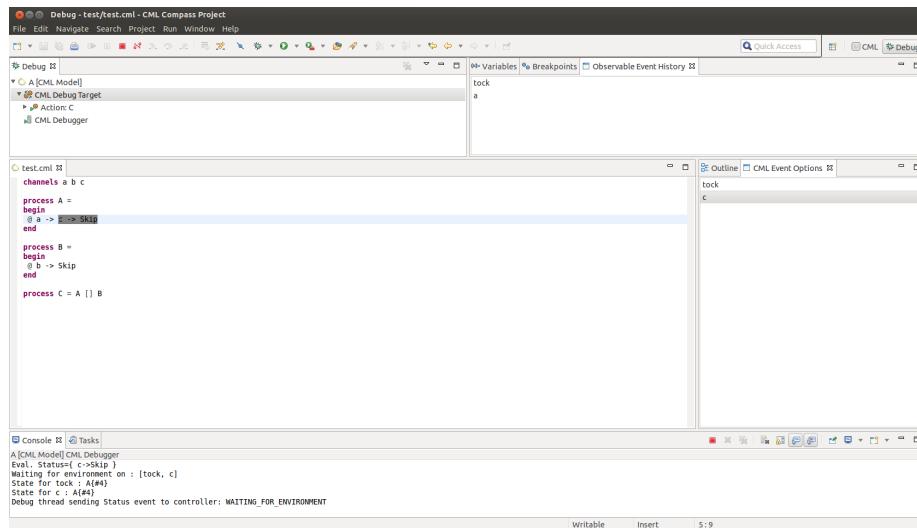 Debug - test/test.cml - CML Compass Project
File Edit Navigate Search Project Run Window Help
Quick Access
CML
Debug
Debug
Variables Breakpoints Observable Event History
A [CML Model]
CML Debug Target
Action: C
CML Debugger
tock
a
test.cml
Outline CML Event Options
channels a b c
process A =
begin
@ a -> c -> Skip
end
process B =
begin
@ b -> Skip
end
process C = A [] B
tock
c
Console Tasks
A [CML Model] CML Debugger
Eval. Status={ c->Skip }
Waiting for environment on : [tock, c]
State for tock : A{#4}
State for c : A{#4}
Debug thread sending Status event to controller: WAITING_FOR_ENVIRONMENT
Writable Insert 5 : 9